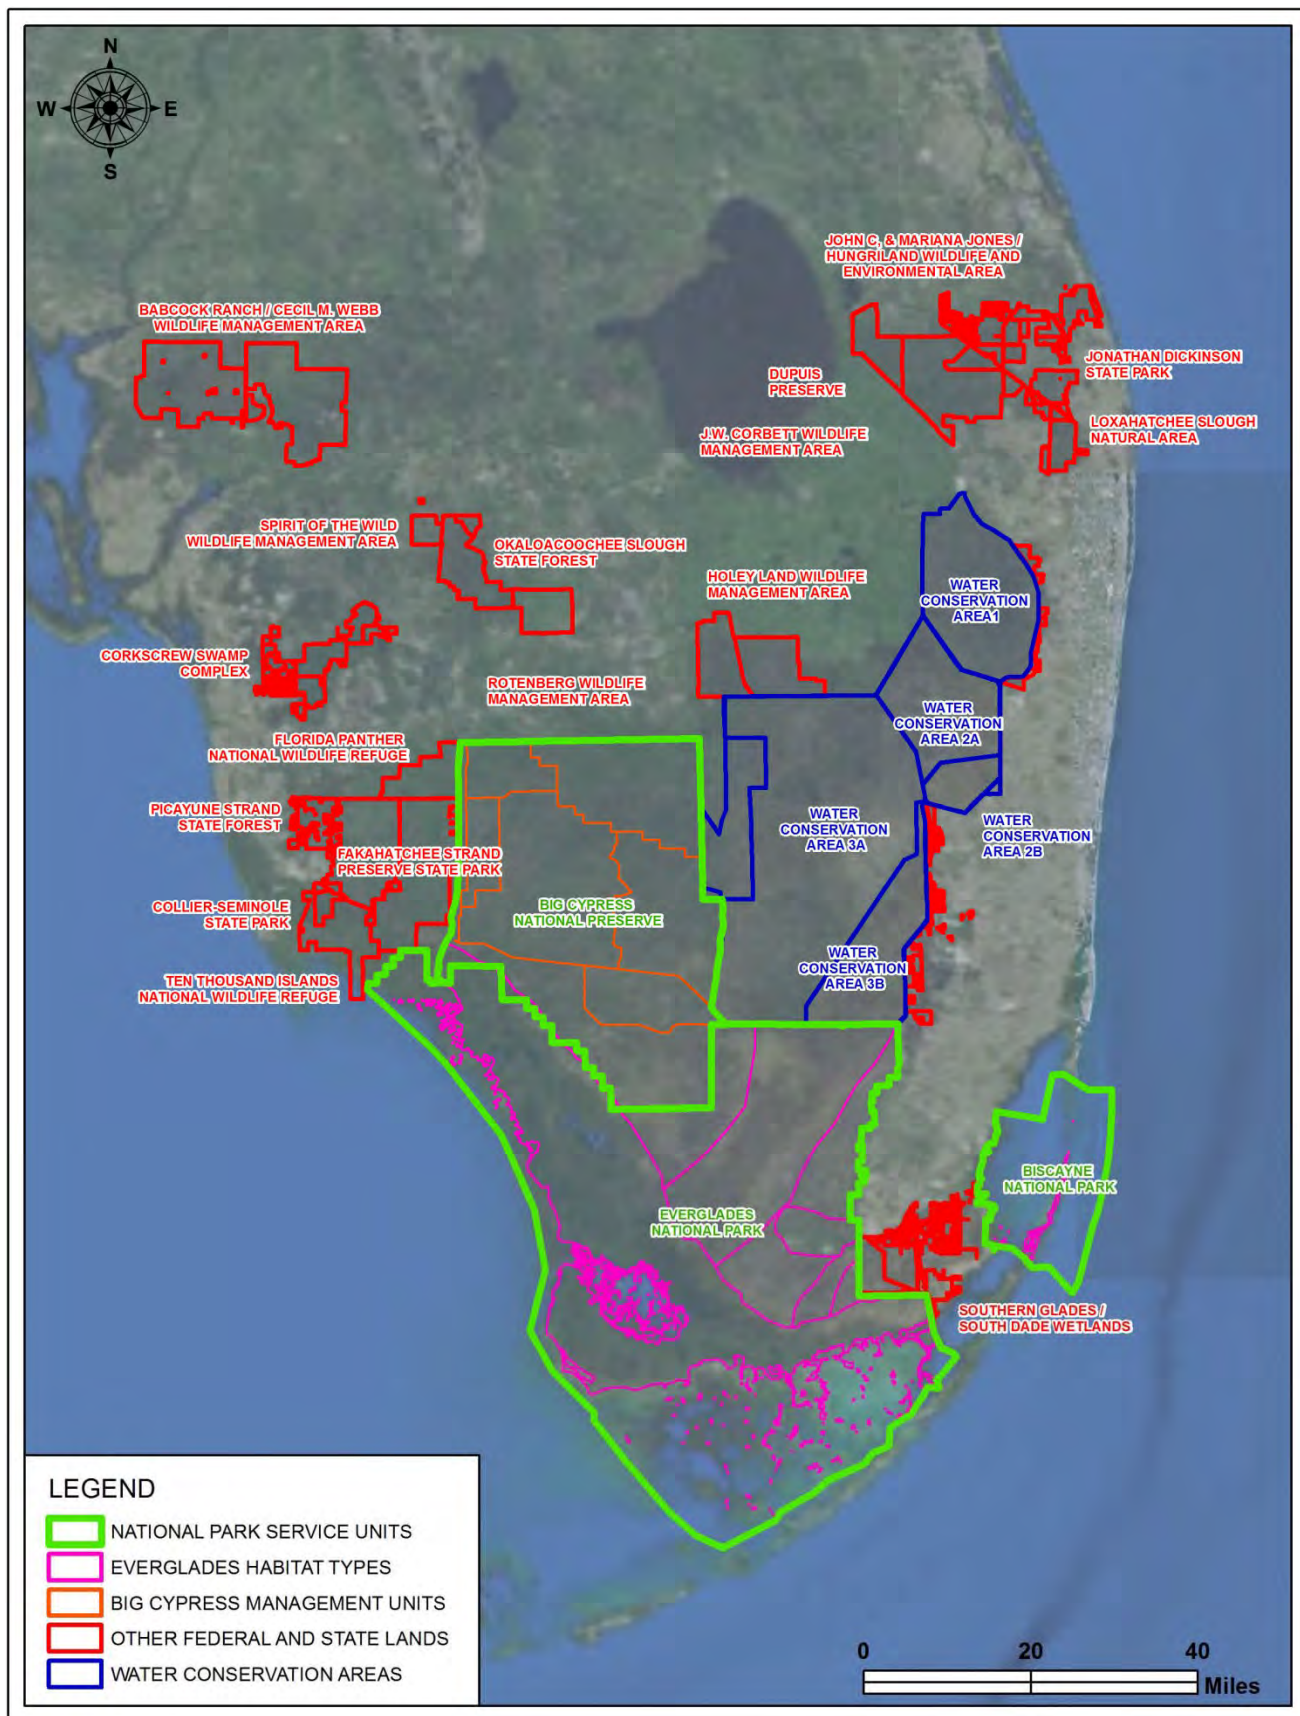 N
W
E
S
JOHN C, & MARIANA JONES /
HUNGRILAND WILDLIFE AND
ENVIRONMENTAL AREA
BABCOCK RANCH / CECIL M. WEBB
WILDLIFE MANAGEMENT AREA
JONATHAN DICKINSON
STATE PARK
DUPUIS
PRESERVE
LOXAHATCHEE SLOUGH
NATURAL AREA
J.W. CORBETT WILDLIFE
MANAGEMENT AREA
SPIRIT OF THE WILD
WILDLIFE MANAGEMENT AREA
OKALOACOOCHEE SLOUGH
STATE FOREST
HOLEY LAND WILDLIFE
MANAGEMENT AREA
WATER
CONSERVATION
AREA1
CORKSCREW SWAMP
COMPLEX
ROTENBERG WILDLIFE
MANAGEMENT AREA
WATER
CONSERVATION
AREA 2A
FLORIDA PANTHER
NATIONAL WILDLIFE REFUGE
PICAYUNE STRAND
STATE FOREST
WATER
CONSERVATION
AREA 3A
WATER
CONSERVATION
AREA 2B
FAKAHATCHEE STRAND
PRESERVE STATE PARK
COLLIER-SEMINOLE
STATE PARK
BIG CYPRESS
NATIONAL PRESERVE
WATER
CONSERVATION
AREA 3B
TEN THOUSAND ISLANDS
NATIONAL WILDLIFE REFUGE
BISCAYNE
NATIONAL PARK
EVERGLADES
NATIONAL PARK
SOUTHERN GLADES /
SOUTH DADE WETLANDS
LEGEND
NATIONAL PARK SERVICE UNITS
EVERGLADES HABITAT TYPES
BIG CYPRESS MANAGEMENT UNITS
OTHER FEDERAL AND STATE LANDS
WATER CONSERVATION AREAS
0 20 40
Miles